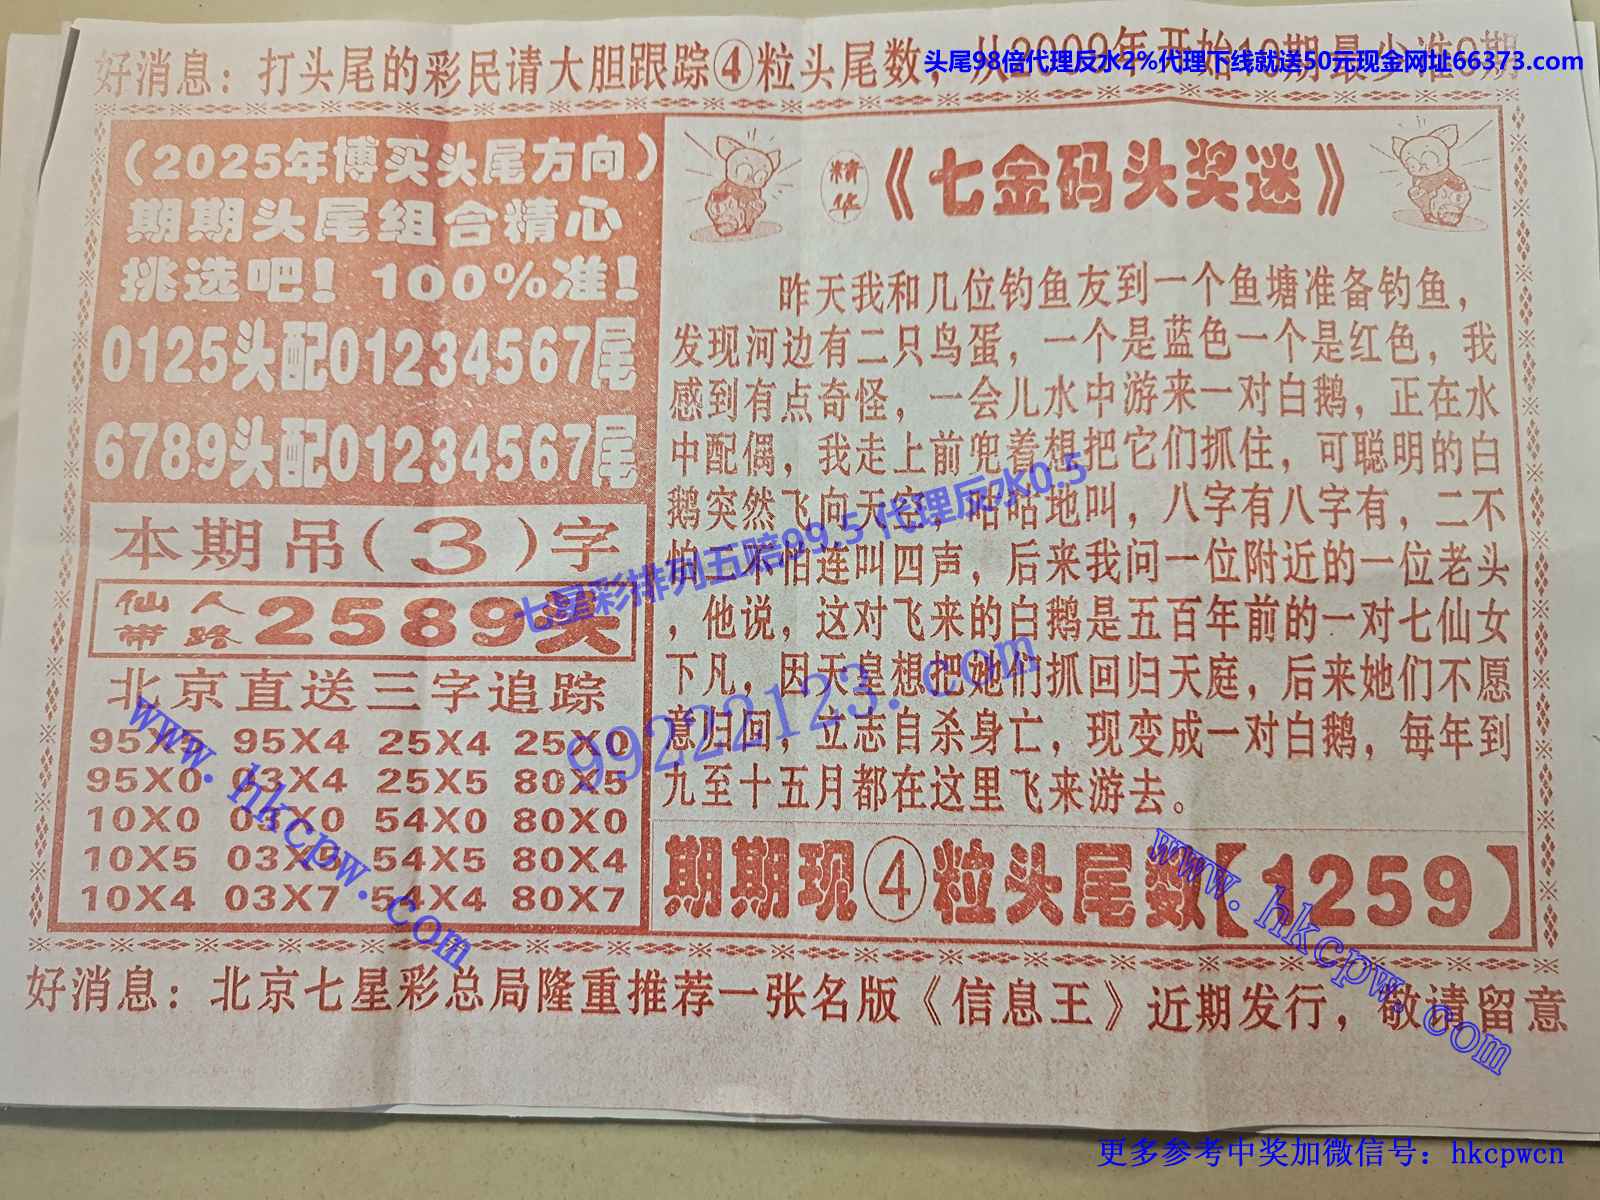 头尾98倍代理反水2%代理下线就送50元现金网址66373.com
好消息：打头尾的彩民请大胆跟踪④粒头尾数，从2000年开始10期最少准
（2025年博买头尾方向）
期期头尾组合精心
挑选吧！100%准！
0125头配01234567尾
6789头配01234567尾
本期吊（3）字
仙人带路2589头
北京直送三字追踪
95X5 95X4 25X4 25X0
95X0 03X4 25X5 80X5
10X0 03X0 54X0 80X0
10X5 03X5 54X5 80X4
10X4 03X7 54X4 80X7
精华《七金码头奖迷》
昨天我和几位钓鱼友到一个鱼塘准备钓鱼，
发现河边有二只鸟蛋，一个是蓝色一个是红色，我
感到有点奇怪，一会儿水中游来一对白鹅，正在水
中配偶，我走上前兜着想把它们抓住，可聪明的白
鹅突然飞向天空，咕咕地叫，八字有八字有，二不
怕五不怕连叫四声，后来我问一位附近的一位老头
，他说，这对飞来的白鹅是五百年前的一对七仙女
下凡，因天皇想把她们抓回归天庭，后来她们不愿
意归回，立志自杀身亡，现变成一对白鹅，每年到
九至十五月都在这里飞来游去。
期期现④粒头尾数【1259】
好消息：北京七星彩总局隆重推荐一张名版《信息王》近期发行，敬请留意
七星彩排列五赔99.5 代理反水0.5
99222123.com
www.hkcpw.com
www.hkcpw.com
更多参考中奖加微信号：hkcpwcn